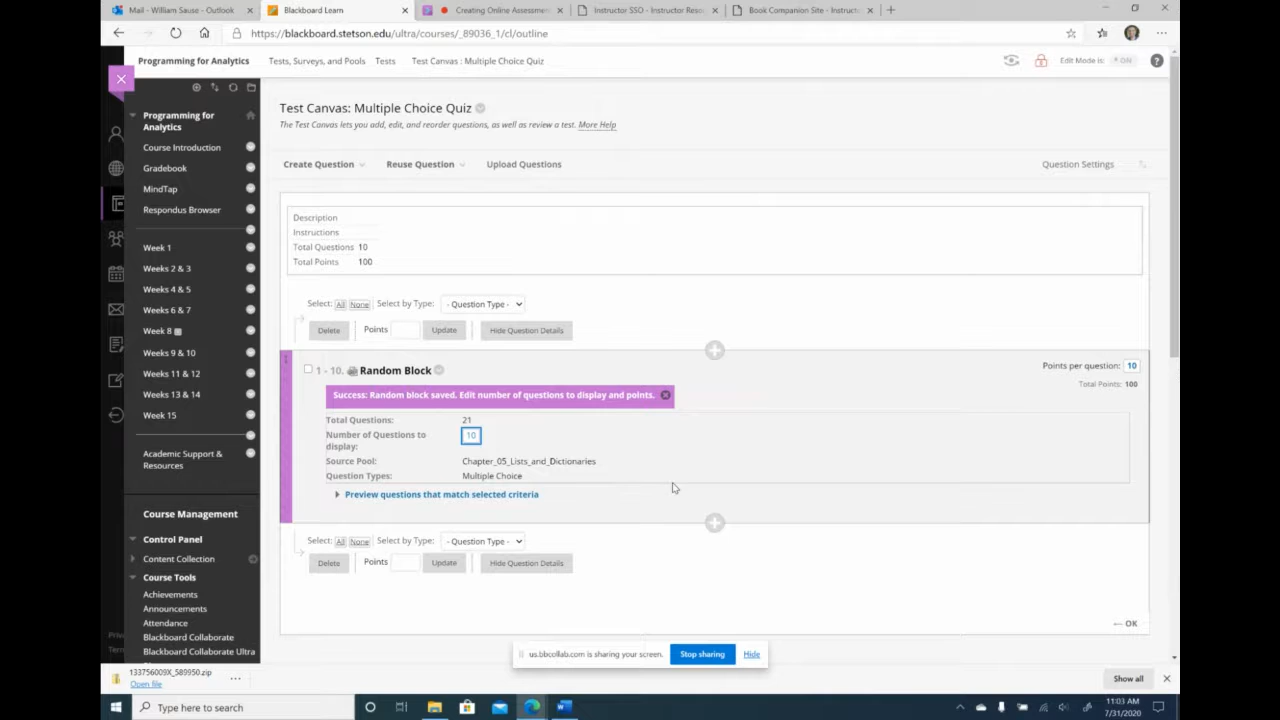 Mail - William Sause - Outlook
Blackboard Learn
Creating Online Assessmen
Instructor SSO - Instructor Reso
Book Companion Site - Instructo
https://blackboard.stetson.edu/ultra/courses/_89036_1/cl/outline
Programming for Analytics
Tests, Surveys, and Pools
Tests
Test Canvas : Multiple Choice Quiz
Edit Mode is: ON
Programming for
Analytics
Course Introduction
Gradebook
MindTap
Respondus Browser
Week 1
Weeks 2 & 3
Weeks 4 & 5
Weeks 6 & 7
Week 8
Weeks 9 & 10
Weeks 11 & 12
Weeks 13 & 14
Week 15
Academic Support &
Resources
Course Management
Control Panel
Content Collection
Course Tools
Achievements
Announcements
Attendance
Blackboard Collaborate
Blackboard Collaborate Ultra
Test Canvas: Multiple Choice Quiz
The Test Canvas lets you add, edit, and reorder questions, as well as review a test. More Help
Create Question
Reuse Question
Upload Questions
Question Settings
Description
Instructions
Total Questions 10
Total Points 100
Select: All None Select by Type: - Question Type -
Delete Points Update Hide Question Details
1 - 10. Random Block
Points per question: 10
Total Points: 100
Success: Random block saved. Edit number of questions to display and points.
Total Questions: 21
Number of Questions to 10
display:
Source Pool: Chapter_05_Lists_and_Dictionaries
Question Types: Multiple Choice
Preview questions that match selected criteria
Select: All None Select by Type: - Question Type -
Delete Points Update Hide Question Details
OK
us.bbcollab.com is sharing your screen. Stop sharing Hide
133756009X_589950.zip
Open file
Show all
Type here to search
11:03 AM
7/31/2020